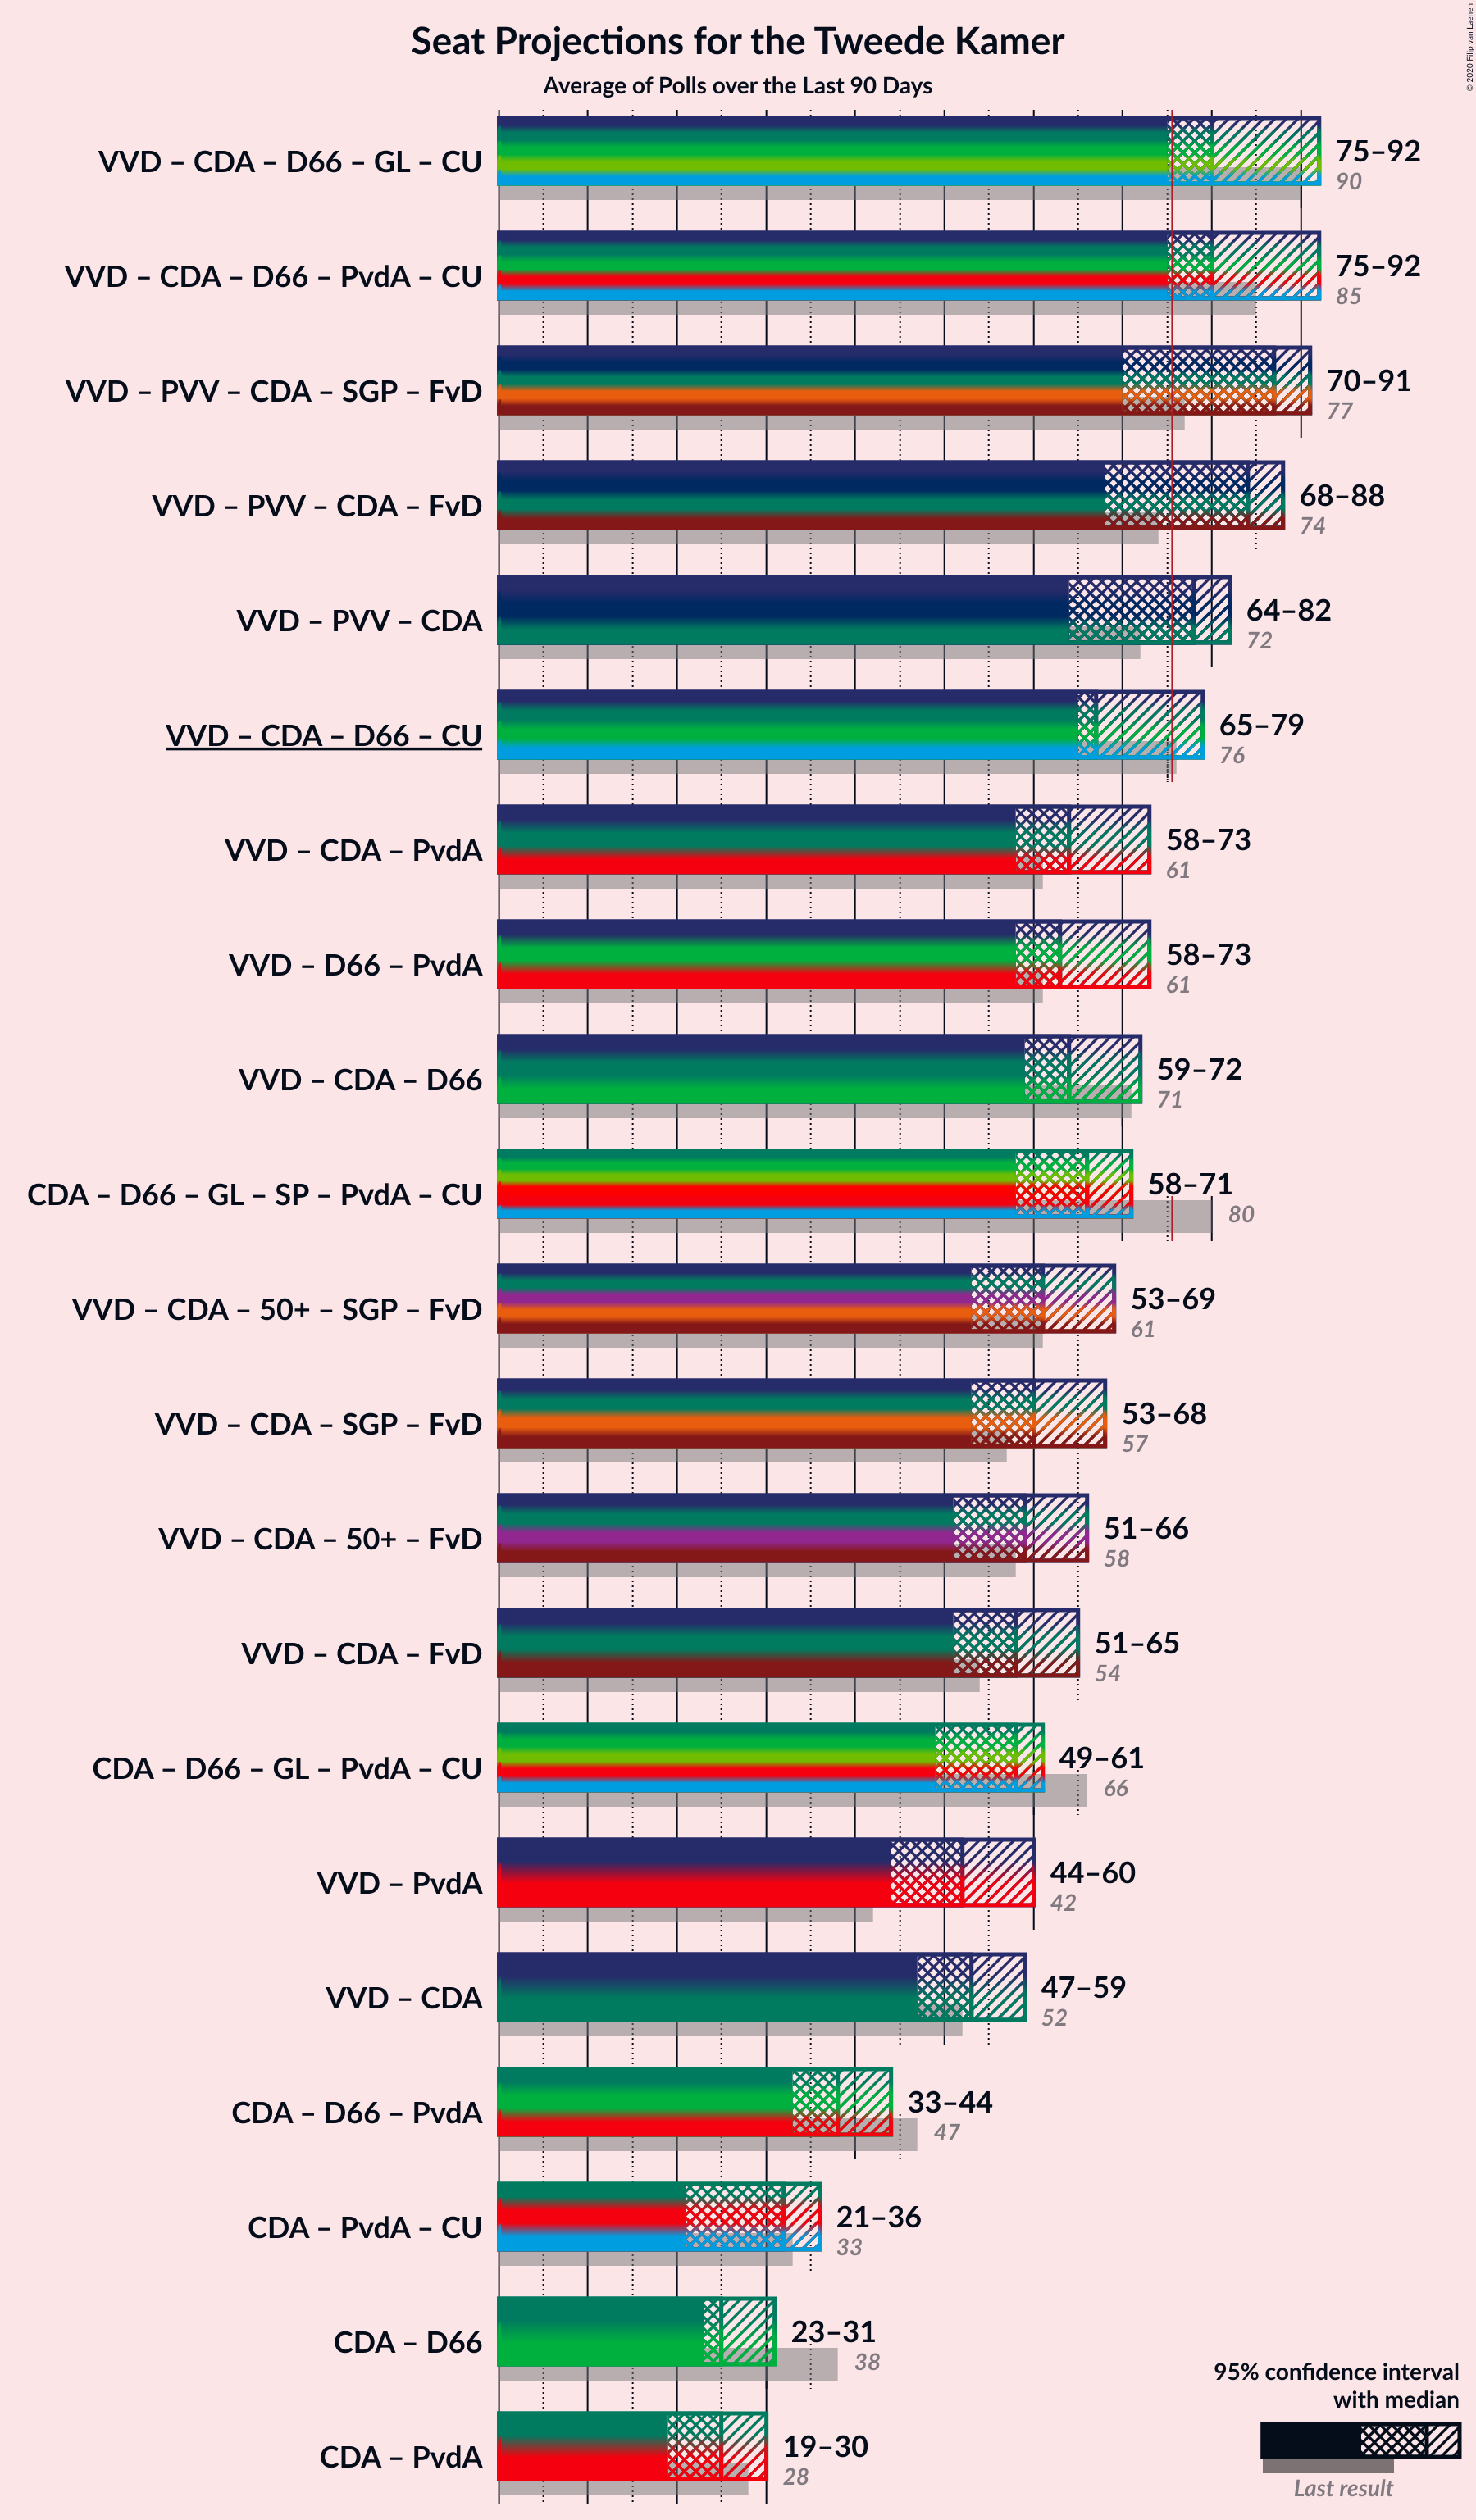 Seat Projections for the Tweede Kamer
Average of Polls over the Last 90 Days
© 2020 Filip van Laenen
VVD – CDA – D66 – GL – CU
75–92
90
VVD – CDA – D66 – PvdA – CU
75–92
85
VVD – PVV – CDA – SGP – FvD
70–91
77
VVD – PVV – CDA – FvD
68–88
74
VVD – PVV – CDA
64–82
72
VVD – CDA – D66 – CU
65–79
76
VVD – CDA – PvdA
58–73
61
VVD – D66 – PvdA
58–73
61
VVD – CDA – D66
59–72
71
CDA – D66 – GL – SP – PvdA – CU
58–71
80
VVD – CDA – 50+ – SGP – FvD
53–69
61
VVD – CDA – SGP – FvD
53–68
57
VVD – CDA – 50+ – FvD
51–66
58
VVD – CDA – FvD
51–65
54
CDA – D66 – GL – PvdA – CU
49–61
66
VVD – PvdA
44–60
42
VVD – CDA
47–59
52
CDA – D66 – PvdA
33–44
47
CDA – PvdA – CU
21–36
33
CDA – D66
23–31
38
CDA – PvdA
19–30
28
95% confidence interval
with median
Last result